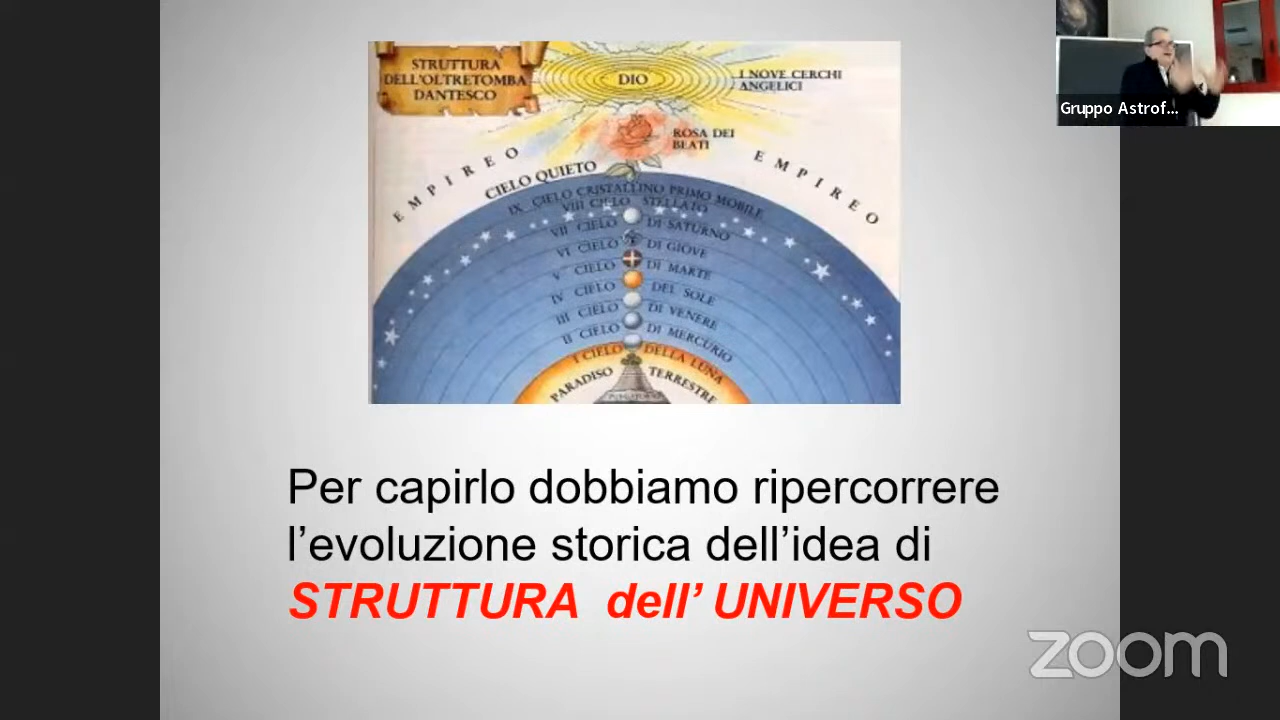 STRUTTURA
DELL'OLTRETOMBA
DANTESCO
DIO
I NOVE CERCHI
ANGELICI
ROSA DEI
BEATI
EMPIREO
EMPIREO
CIELO QUIETO
IX CIELO CRISTALLINO PRIMO MOBILE
VIII CIELO STELLATO
VII CIELO DI SATURNO
VI CIELO DI GIOVE
V CIELO DI MARTE
IV CIELO DEL SOLE
III CIELO DI VENERE
II CIELO DI MERCURIO
I CIELO DELLA LUNA
PARADISO TERRESTRE
Per capirlo dobbiamo ripercorrere
l’evoluzione storica dell’idea di
STRUTTURA dell’ UNIVERSO
Gruppo Astrof...
zoom